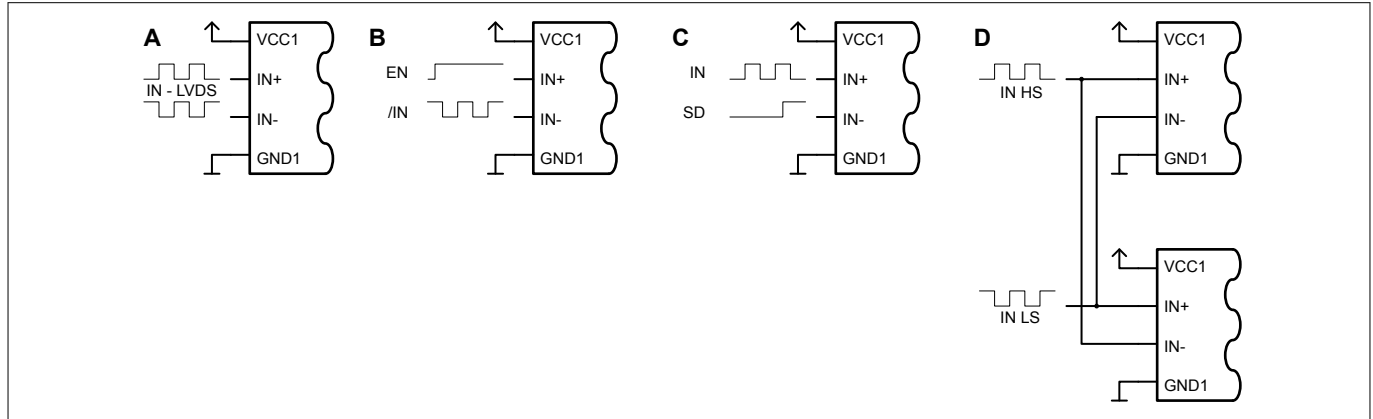 A
VCC1
IN+
IN - LVDS
IN-
GND1
B
VCC1
EN
IN+
/IN
IN-
GND1
C
VCC1
IN
IN+
SD
IN-
GND1
D
VCC1
IN HS
IN+
IN-
GND1
VCC1
IN LS
IN+
IN-
GND1